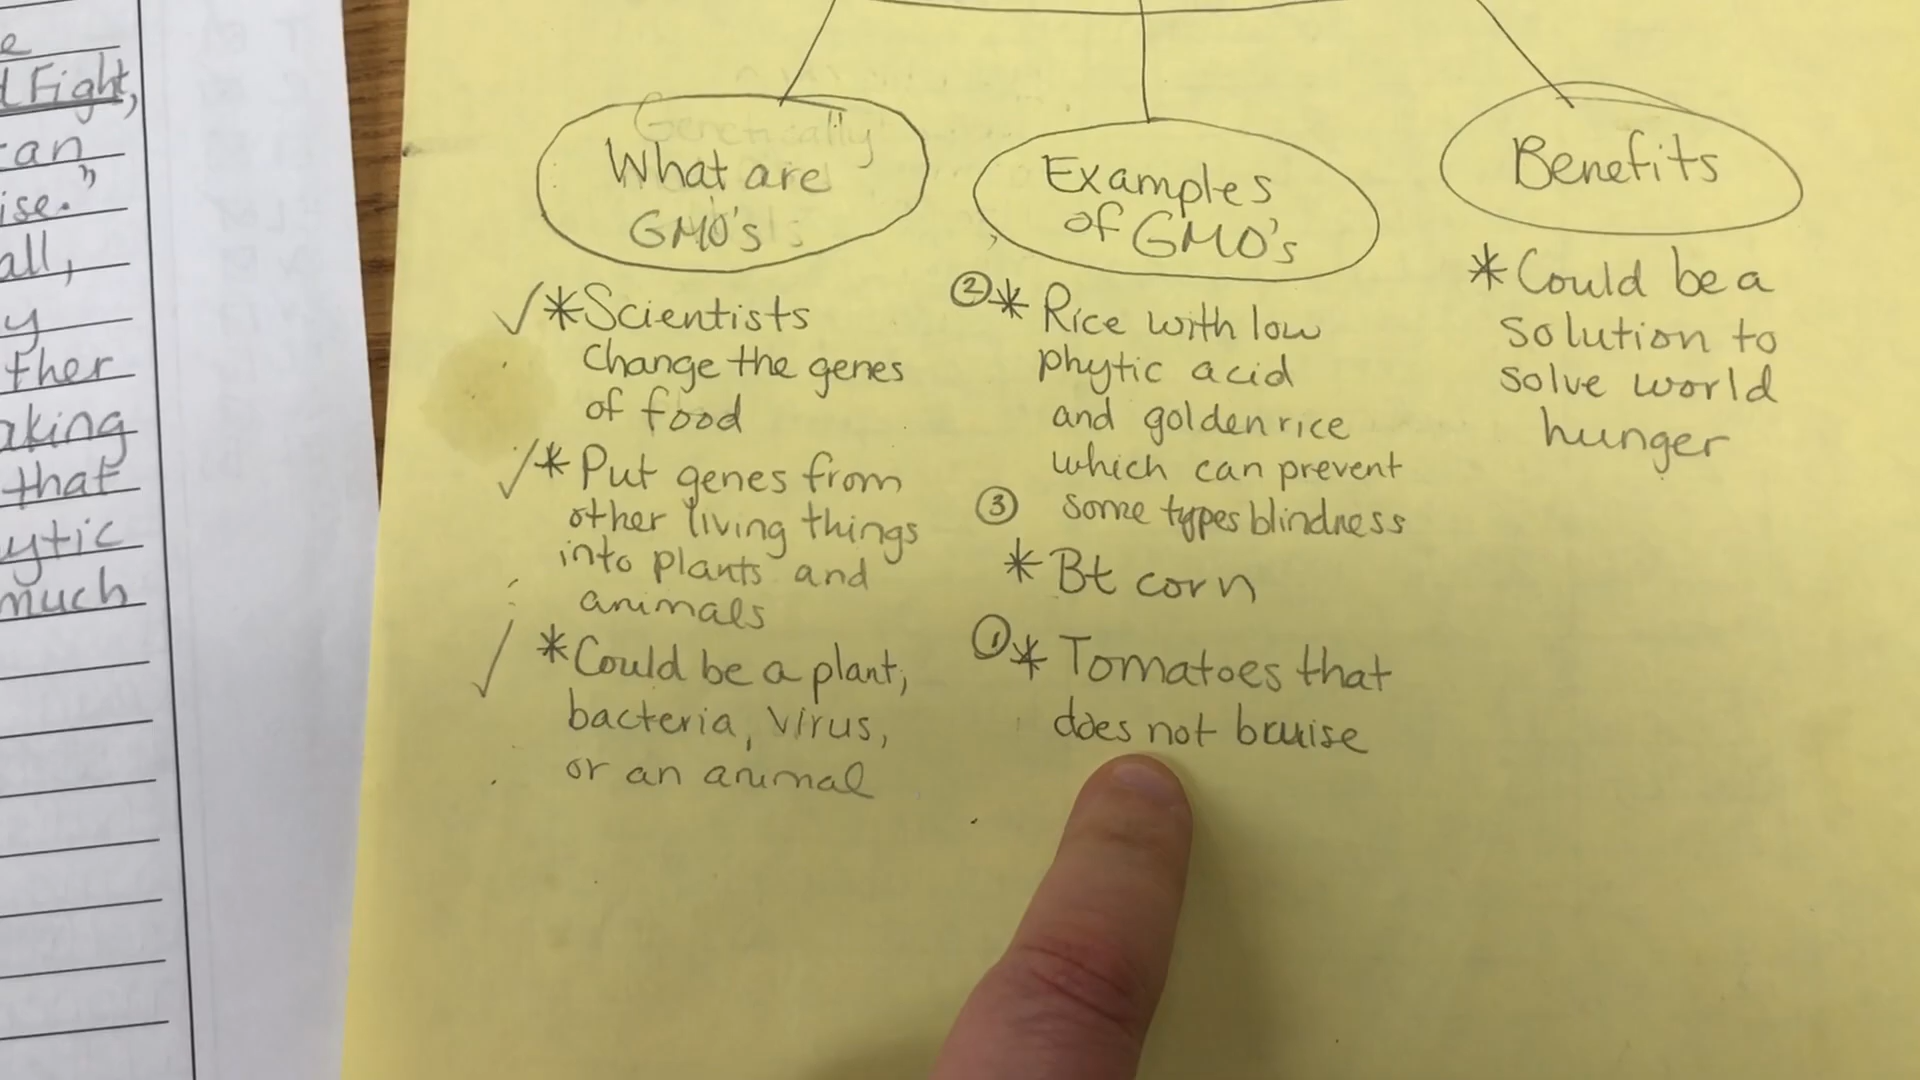 e
d Fight,
can
ise."
all,
y
ther
aking
that
ytic
much
What are
GMO's
✓ * Scientists
change the genes
of food
✓ * Put genes from
other living things
into plants and
animals
✓ * Could be a plant,
bacteria, virus,
or an animal
Examples
of GMO's
② * Rice with low
phytic acid
and golden rice
which can prevent
③ some types blindness
* Bt corn
① * Tomatoes that
does not bruise
Benefits
* Could be a
solution to
solve world
hunger
Genetically